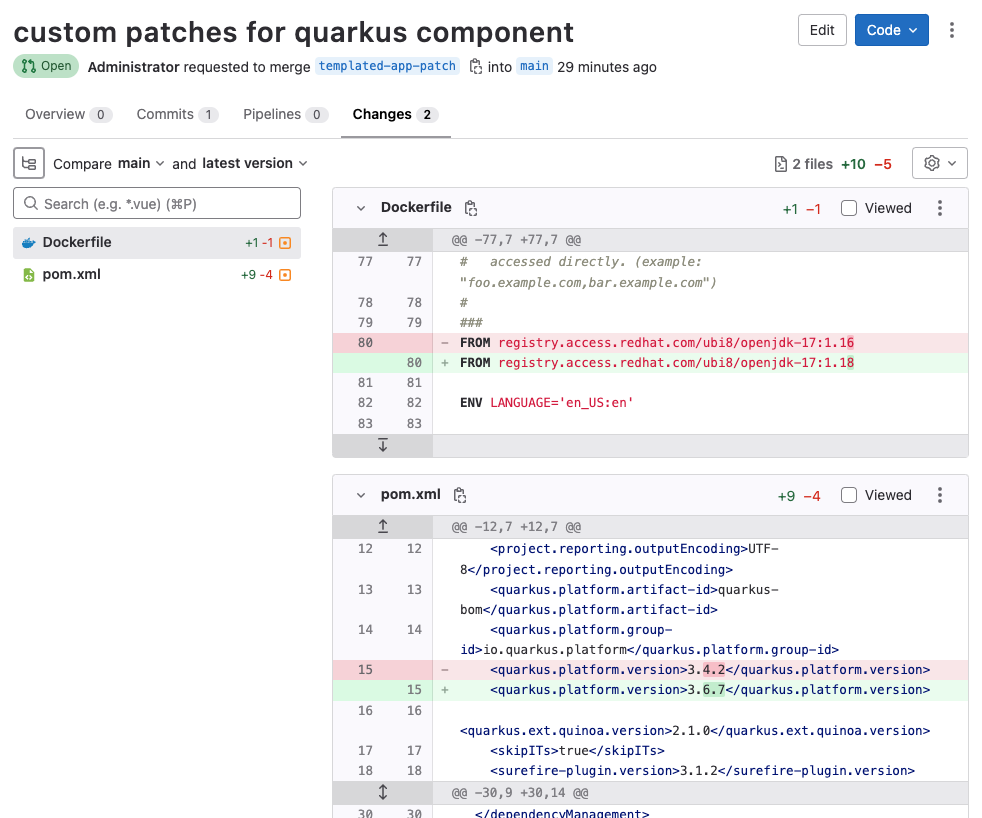 custom patches for quarkus component
Edit
Code
Open Administrator requested to merge templated-app-patch into main 29 minutes ago
Overview 0 Commits 1 Pipelines 0 Changes 2
Compare main and latest version
2 files +10 −5
Search (e.g. *.vue) (⌘P)
Dockerfile +1 -1
pom.xml +9 -4
Dockerfile +1 −1 Viewed
@@ −77,7 +77,7 @@
77 77 #   accessed directly. (example:
"foo.example.com,bar.example.com")
78 78 #
79 79 ###
80 − FROM registry.access.redhat.com/ubi8/openjdk-17:1.16
80 + FROM registry.access.redhat.com/ubi8/openjdk-17:1.18
81 81
82 82 ENV LANGUAGE='en_US:en'
83 83
pom.xml +9 −4 Viewed
@@ −12,7 +12,7 @@
12 12 <project.reporting.outputEncoding>UTF-
8</project.reporting.outputEncoding>
13 13 <quarkus.platform.artifact-id>quarkus-
bom</quarkus.platform.artifact-id>
14 14 <quarkus.platform.group-
id>io.quarkus.platform</quarkus.platform.group-id>
15 − <quarkus.platform.version>3.4.2</quarkus.platform.version>
15 + <quarkus.platform.version>3.6.7</quarkus.platform.version>
16 16
<quarkus.ext.quinoa.version>2.1.0</quarkus.ext.quinoa.version>
17 17 <skipITs>true</skipITs>
18 18 <surefire-plugin.version>3.1.2</surefire-plugin.version>
@@ −30,9 +30,14 @@
30 30 </dependencyManagement>